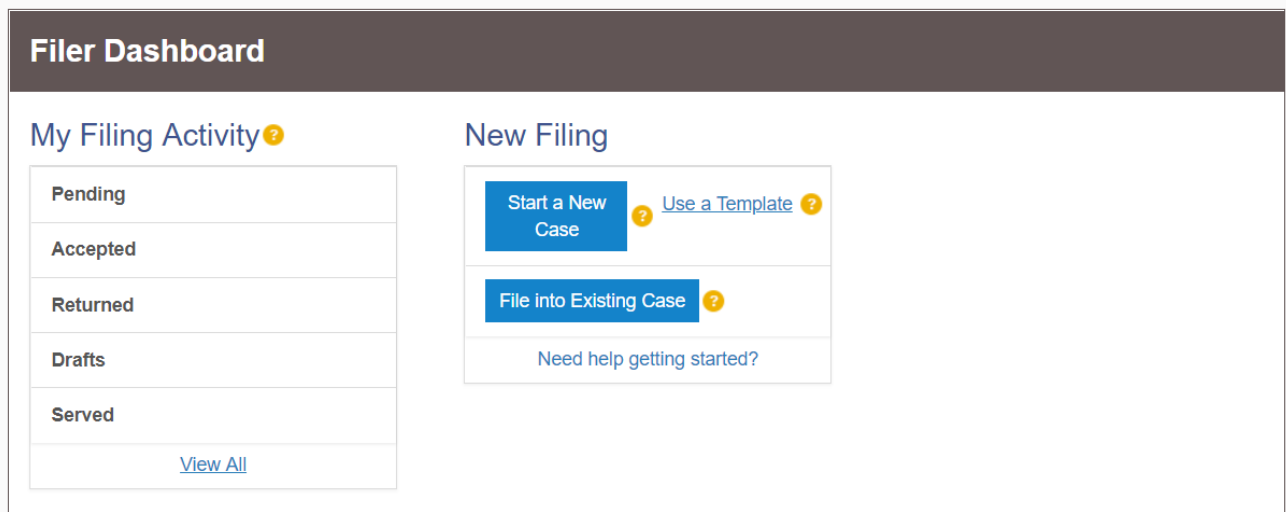 Filer Dashboard
My Filing Activity ?
Pending
Accepted
Returned
Drafts
Served
View All
New Filing
Start a New
Case
? Use a Template ?
File into Existing Case ?
Need help getting started?